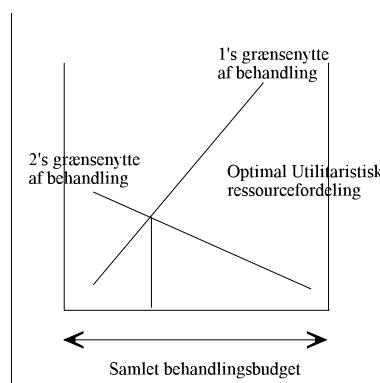 1's grænsenytte
af behandling
2's grænsenytte
af behandling
Optimal Utilitaristisk
ressourcefordeling
Samlet behandlingsbudget